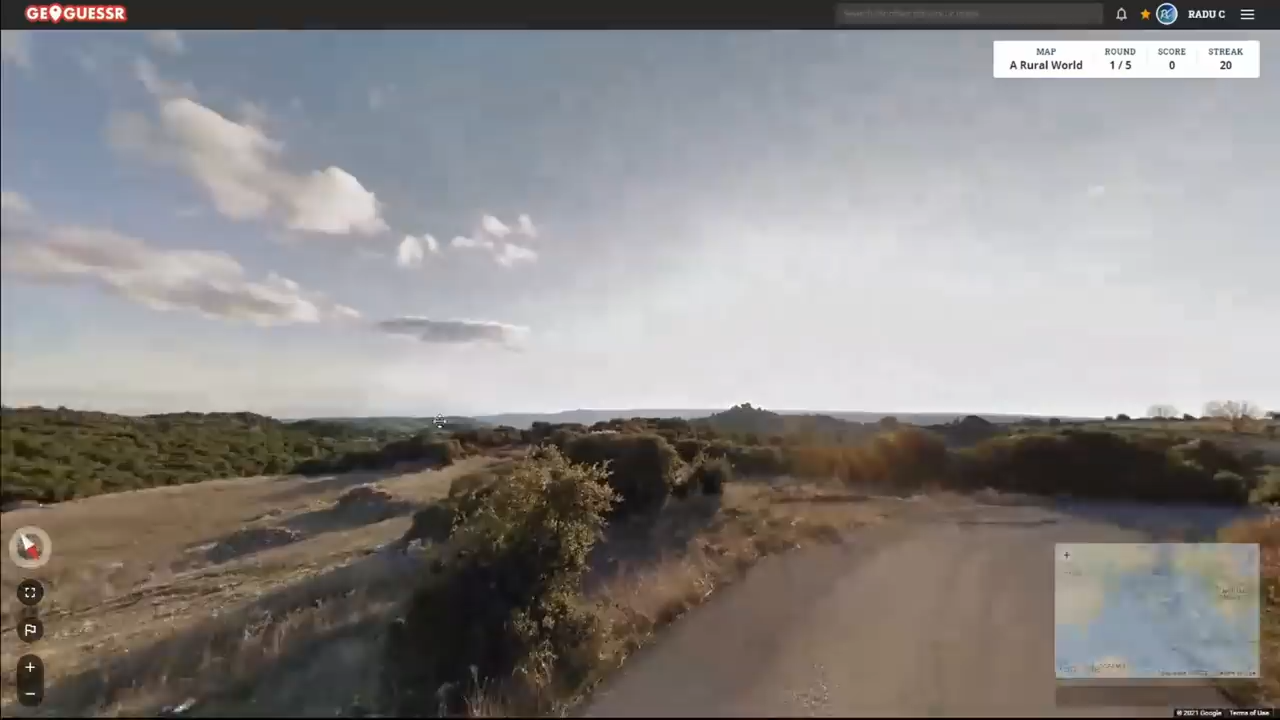 GEOGUESSR
RADU C
MAP ROUND SCORE STREAK
A Rural World 1 / 5 0 20
© 2021 Google Terms of Use